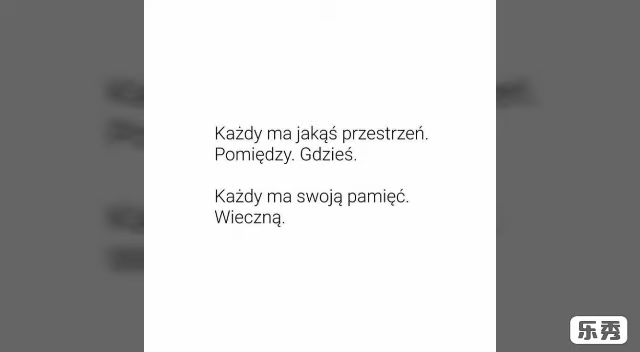 Każdy ma jakąś przestrzeń.
Pomiędzy. Gdzieś.
Każdy ma swoją pamięć.
Wieczną.
乐秀